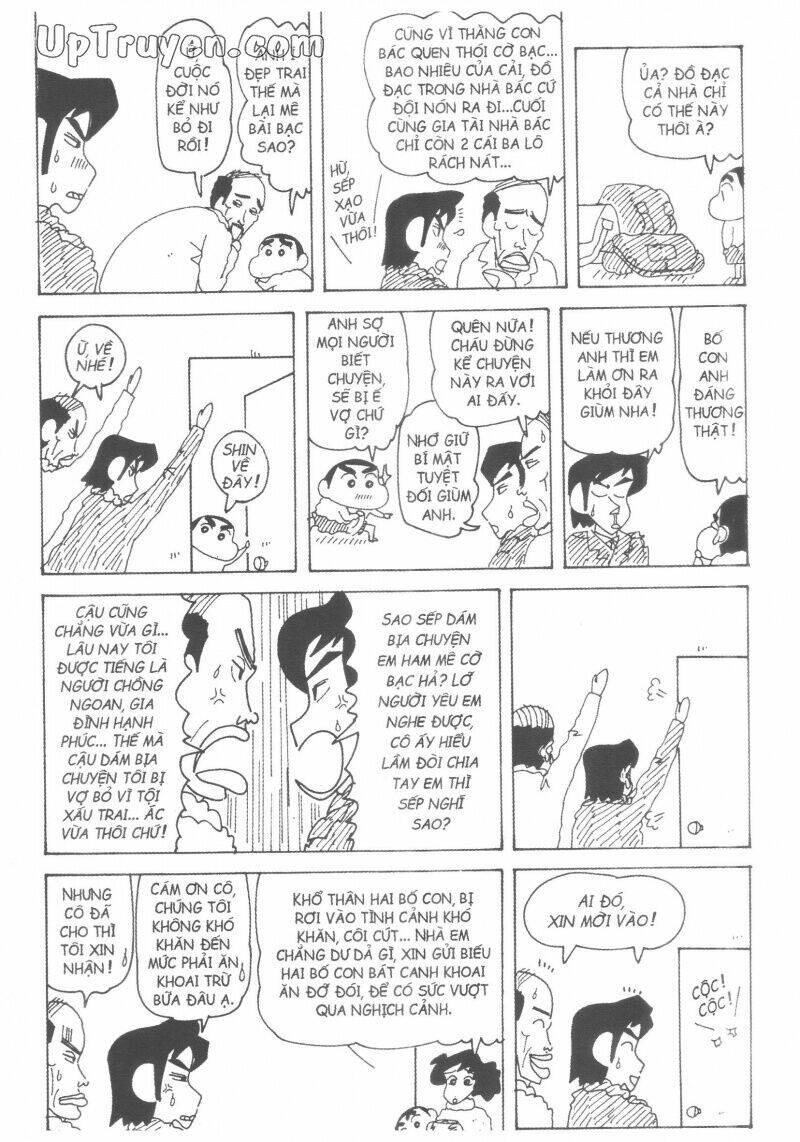 UpTruyen.com
ỦA? ĐỒ ĐẠC
CẢ NHÀ CHỈ
CÓ THẾ NÀY
THÔI À?
CŨNG VÌ THẰNG CON
BÁC QUEN THÓI CỜ BẠC...
BAO NHIÊU CỦA CẢI, ĐỒ
ĐẠC TRONG NHÀ BÁC CỨ
ĐỘI NÓN RA ĐI...CUỐI
CÙNG GIA TÀI NHÀ BÁC
CHỈ CÒN 2 CÁI BA LÔ
RÁCH NÁT...
HỪ,
SẾP
XẠO
VỪA
THÔI!
ANH Í
ĐẸP TRAI
THẾ MÀ
LẠI MÊ
BÀI BẠC
SAO?
CUỘC
ĐỜI NÓ
KỂ NHƯ
BỎ ĐI
RỒI!
BỐ
CON
ANH
ĐÁNG
THƯƠNG
THẬT!
NẾU THƯƠNG
ANH THÌ EM
LÀM ƠN RA
KHỎI ĐÂY
GIÙM NHA!
QUÊN NỮA!
CHÁU ĐỪNG
KỂ CHUYỆN
NÀY RA VỚI
AI ĐẤY.
NHỚ GIỮ
BÍ MẬT
TUYỆT
ĐỐI GIÙM
ANH.
ANH SỢ
MỌI NGƯỜI
BIẾT
CHUYỆN,
SẼ BỊ Ế
VỢ CHỨ
GÌ?
SHIN
VỀ
ĐÂY!
Ừ, VỀ
NHÉ!
SAO SẾP DÁM
BỊA CHUYỆN
EM HAM MÊ CỜ
BẠC HẢ? LỠ
NGƯỜI YÊU EM
NGHE ĐƯỢC,
CÔ ẤY HIỂU
LẦM ĐÒI CHIA
TAY EM THÌ
SẾP NGHĨ
SAO?
CẬU CŨNG
CHẲNG VỪA GÌ...
LÂU NAY TÔI
ĐƯỢC TIẾNG LÀ
NGƯỜI CHỒNG
NGOAN, GIA
ĐÌNH HẠNH
PHÚC... THẾ MÀ
CẬU DÁM BỊA
CHUYỆN TÔI BỊ
VỢ BỎ VÌ TỘI
XẤU TRAI... ÁC
VỪA THÔI CHỨ!
CỘC!
CỘC!
AI ĐÓ,
XIN MỜI VÀO!
KHỔ THÂN HAI BỐ CON, BỊ
RƠI VÀO TÌNH CẢNH KHÓ
KHĂN, CÔI CÚT... NHÀ EM
CHẲNG DƯ DẢ GÌ, XIN GỬI BIẾU
HAI BỐ CON BÁT CANH KHOAI
ĂN ĐỠ ĐÓI, ĐỂ CÓ SỨC VƯỢT
QUA NGHỊCH CẢNH.
CẢM ƠN CÔ,
CHÚNG TÔI
KHÔNG KHÓ
KHĂN ĐẾN
MỨC PHẢI ĂN
KHOAI TRỪ
BỮA ĐÂU Ạ.
NHƯNG
CÔ ĐÃ
CHO THÌ
TÔI XIN
NHẬN!